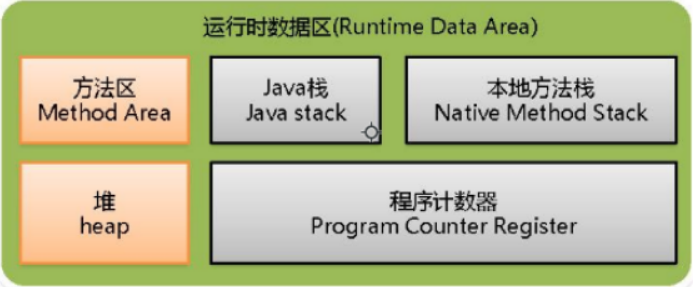 运行时数据区(Runtime Data Area)
方法区
Method Area
Java栈
Java stack
本地方法栈
Native Method Stack
堆
heap
程序计数器
Program Counter Register